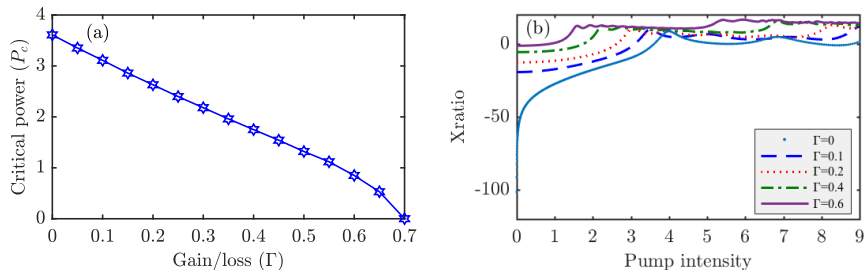 (a)
Critical power (P_c)
4
3
2
1
0
0 0.1 0.2 0.3 0.4 0.5 0.6 0.7
Gain/loss (Γ)
(b)
Xratio
0
-50
-100
Γ=0
Γ=0.1
Γ=0.2
Γ=0.4
Γ=0.6
0 1 2 3 4 5 6 7 8 9
Pump intensity